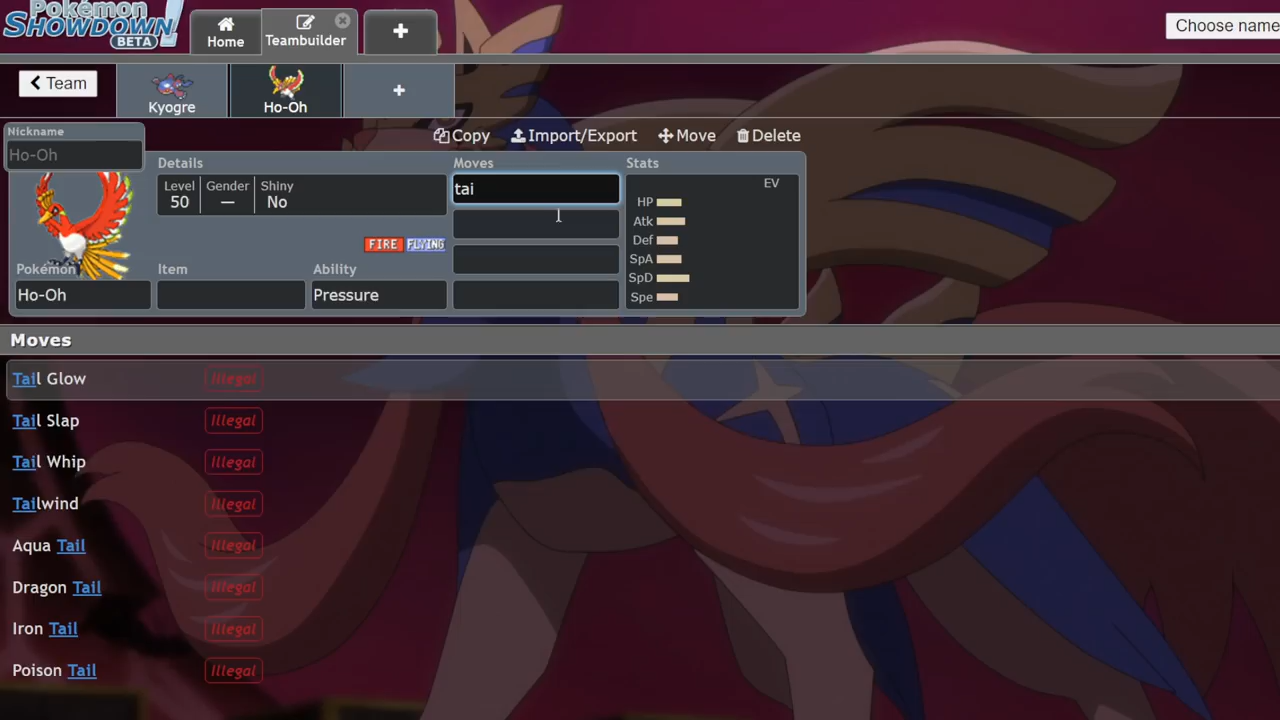 Pokémon
SHOWDOWN!
BETA
Home
Teambuilder
+
Choose name
Team
Kyogre
Ho-Oh
+
Copy
Import/Export
Move
Delete
Nickname
Ho-Oh
Details
Moves
Stats
Level
50
Gender
—
Shiny
No
tai
EV
HP
Atk
Def
SpA
SpD
Spe
FIRE FLYING
Pokémon
Item
Ability
Ho-Oh
Pressure
Moves
Tail Glow Illegal
Tail Slap Illegal
Tail Whip Illegal
Tailwind Illegal
Aqua Tail Illegal
Dragon Tail Illegal
Iron Tail Illegal
Poison Tail Illegal